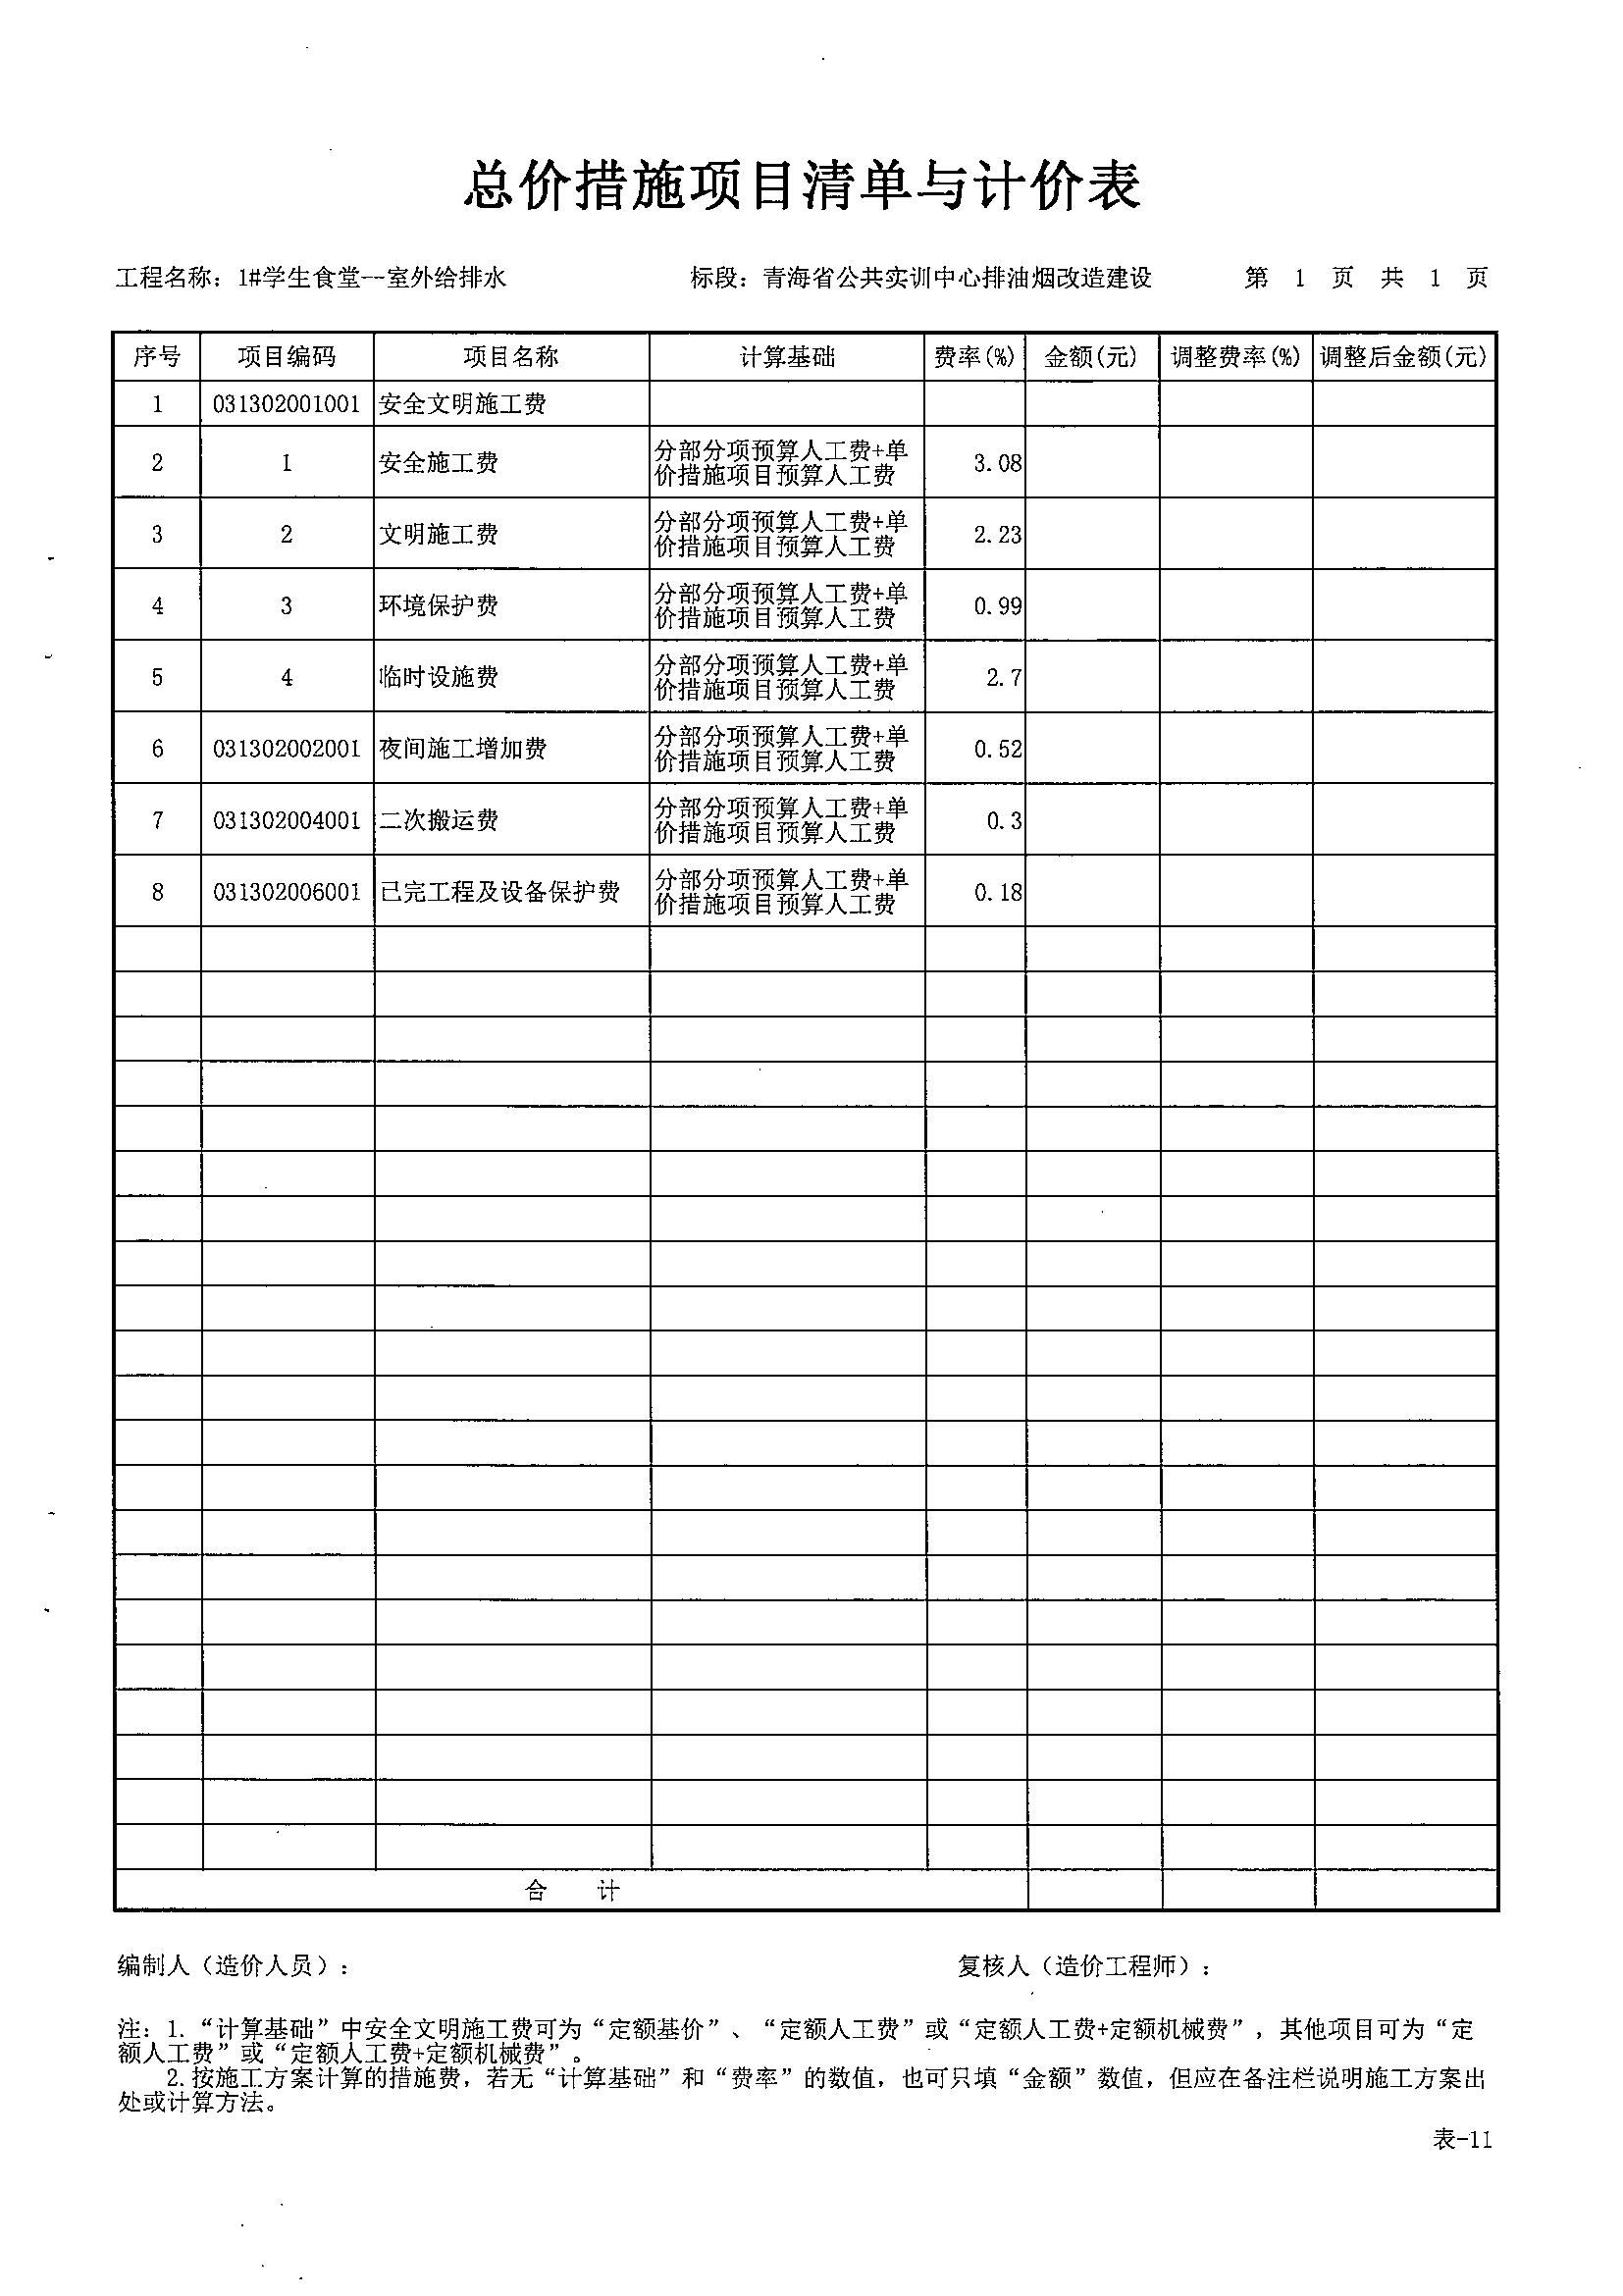 总价措施项目清单与计价表
工程名称：1#学生食堂--室外给排水 标段：青海省公共实训中心排油烟改造建设 第 1 页 共 1 页
序号 项目编码 项目名称 计算基础 费率(%) 金额(元) 调整费率(%) 调整后金额(元)
1 031302001001 安全文明施工费
2 1 安全施工费 分部分项预算人工费+单
价措施项目预算人工费 3.08
3 2 文明施工费 分部分项预算人工费+单
价措施项目预算人工费 2.23
4 3 环境保护费 分部分项预算人工费+单
价措施项目预算人工费 0.99
5 4 临时设施费 分部分项预算人工费+单
价措施项目预算人工费 2.7
6 031302002001 夜间施工增加费 分部分项预算人工费+单
价措施项目预算人工费 0.52
7 031302004001 二次搬运费 分部分项预算人工费+单
价措施项目预算人工费 0.3
8 031302006001 已完工程及设备保护费 分部分项预算人工费+单
价措施项目预算人工费 0.18
合 计
编制人（造价人员）： 复核人（造价工程师）：
注：1.“计算基础”中安全文明施工费可为“定额基价”、“定额人工费”或“定额人工费+定额机械费”，其他项目可为“定
额人工费”或“定额人工费+定额机械费”。
2.按施工方案计算的措施费，若无“计算基础”和“费率”的数值，也可只填“金额”数值，但应在备注栏说明施工方案出
处或计算方法。
表-11